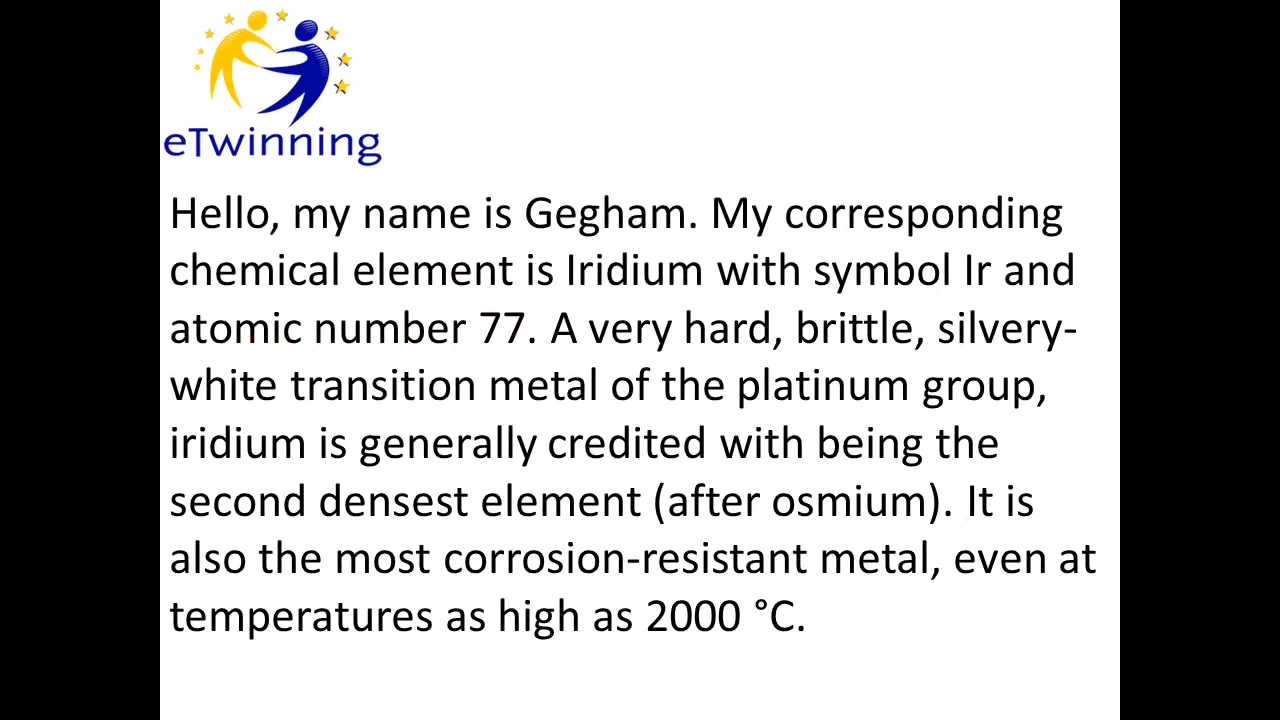 eTwinning
Hello, my name is Gegham. My corresponding
chemical element is Iridium with symbol Ir and
atomic number 77. A very hard, brittle, silvery-
white transition metal of the platinum group,
iridium is generally credited with being the
second densest element (after osmium). It is
also the most corrosion-resistant metal, even at
temperatures as high as 2000 °C.